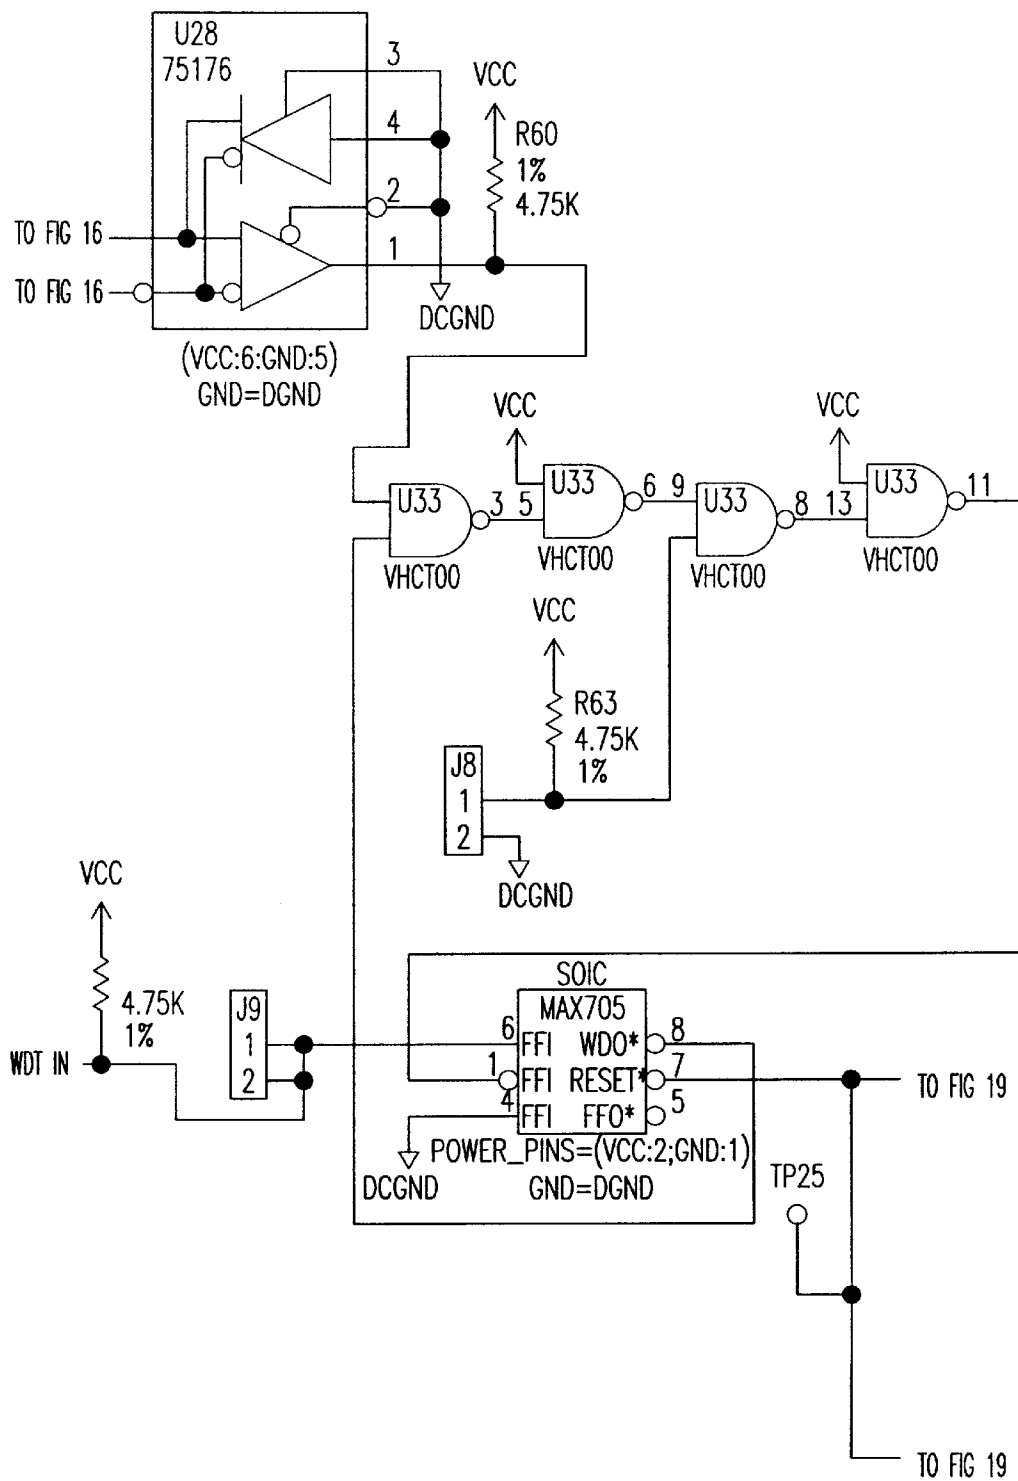 U28
75176
3
4
2
1
VCC
R60
1%
4.75K
TO FIG 16
TO FIG 16
DCGND
(VCC:6:GND:5)
GND=DGND
VCC
VCC
U33
3
5
U33
6
9
U33
8
13
U33
11
VHCT00
VHCT00
VHCT00
VHCT00
VCC
R63
4.75K
1%
J8
1
2
DCGND
VCC
4.75K
1%
WDT IN
J9
1
2
SOIC
MAX705
6
FFI
WDO*
8
1
FFI
RESET*
7
4
FFI
FFO*
5
DCGND
POWER_PINS=(VCC:2;GND:1)
GND=DGND
TO FIG 19
TP25
TO FIG 19